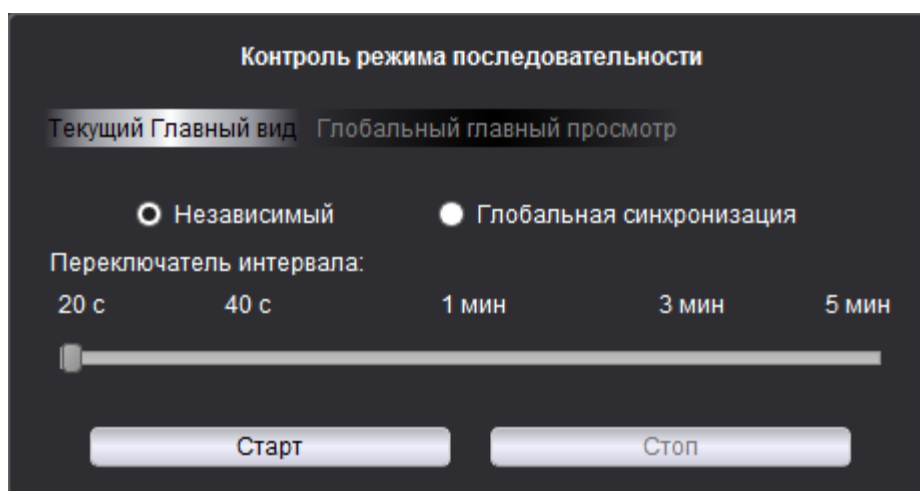 Контроль режима последовательности
Текущий Главный вид Глобальный главный просмотр
Независимый Глобальная синхронизация
Переключатель интервала:
20 с 40 с 1 мин 3 мин 5 мин
Старт Стоп